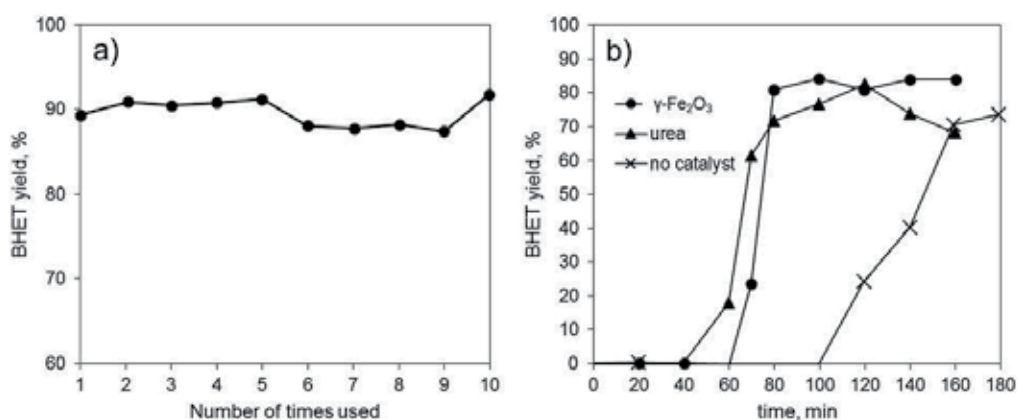 a)
BHET yield, %
100
90
80
70
60
1 2 3 4 5 6 7 8 9 10
Number of times used
b)
BHET yield, %
100
90
80
70
60
50
40
30
20
10
0
γ-Fe₂O₃
urea
no catalyst
0 20 40 60 80 100 120 140 160 180
time, min